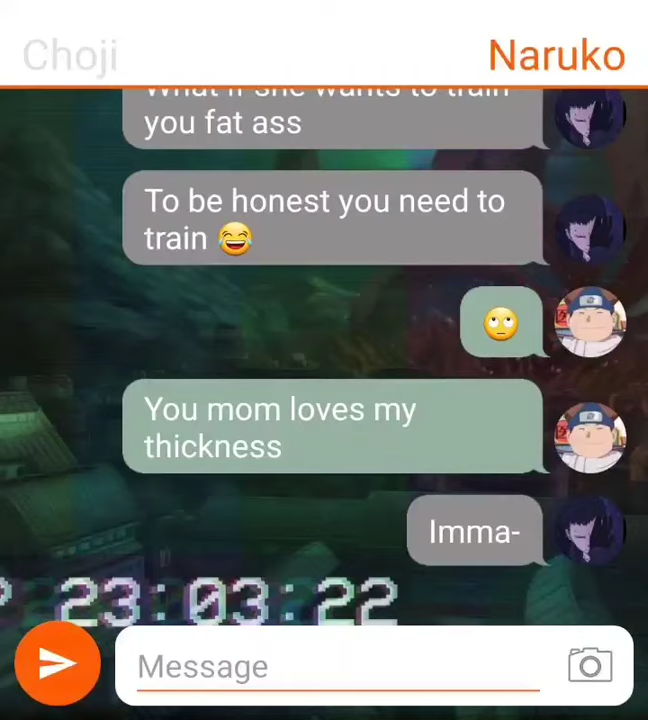 Choji
Naruko
What if she wants to train
you fat ass
To be honest you need to
train 😂
🙄
You mom loves my
thickness
Imma-
23:03:22
Message